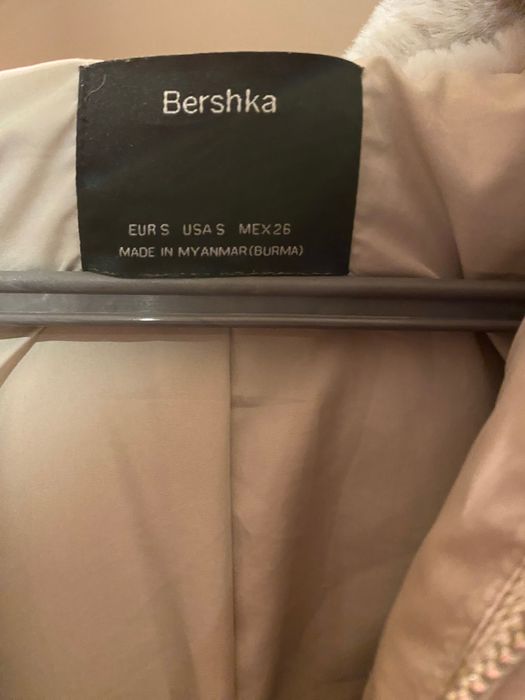 Bershka
EUR S USA S MEX 26
MADE IN MYANMAR (BURMA)